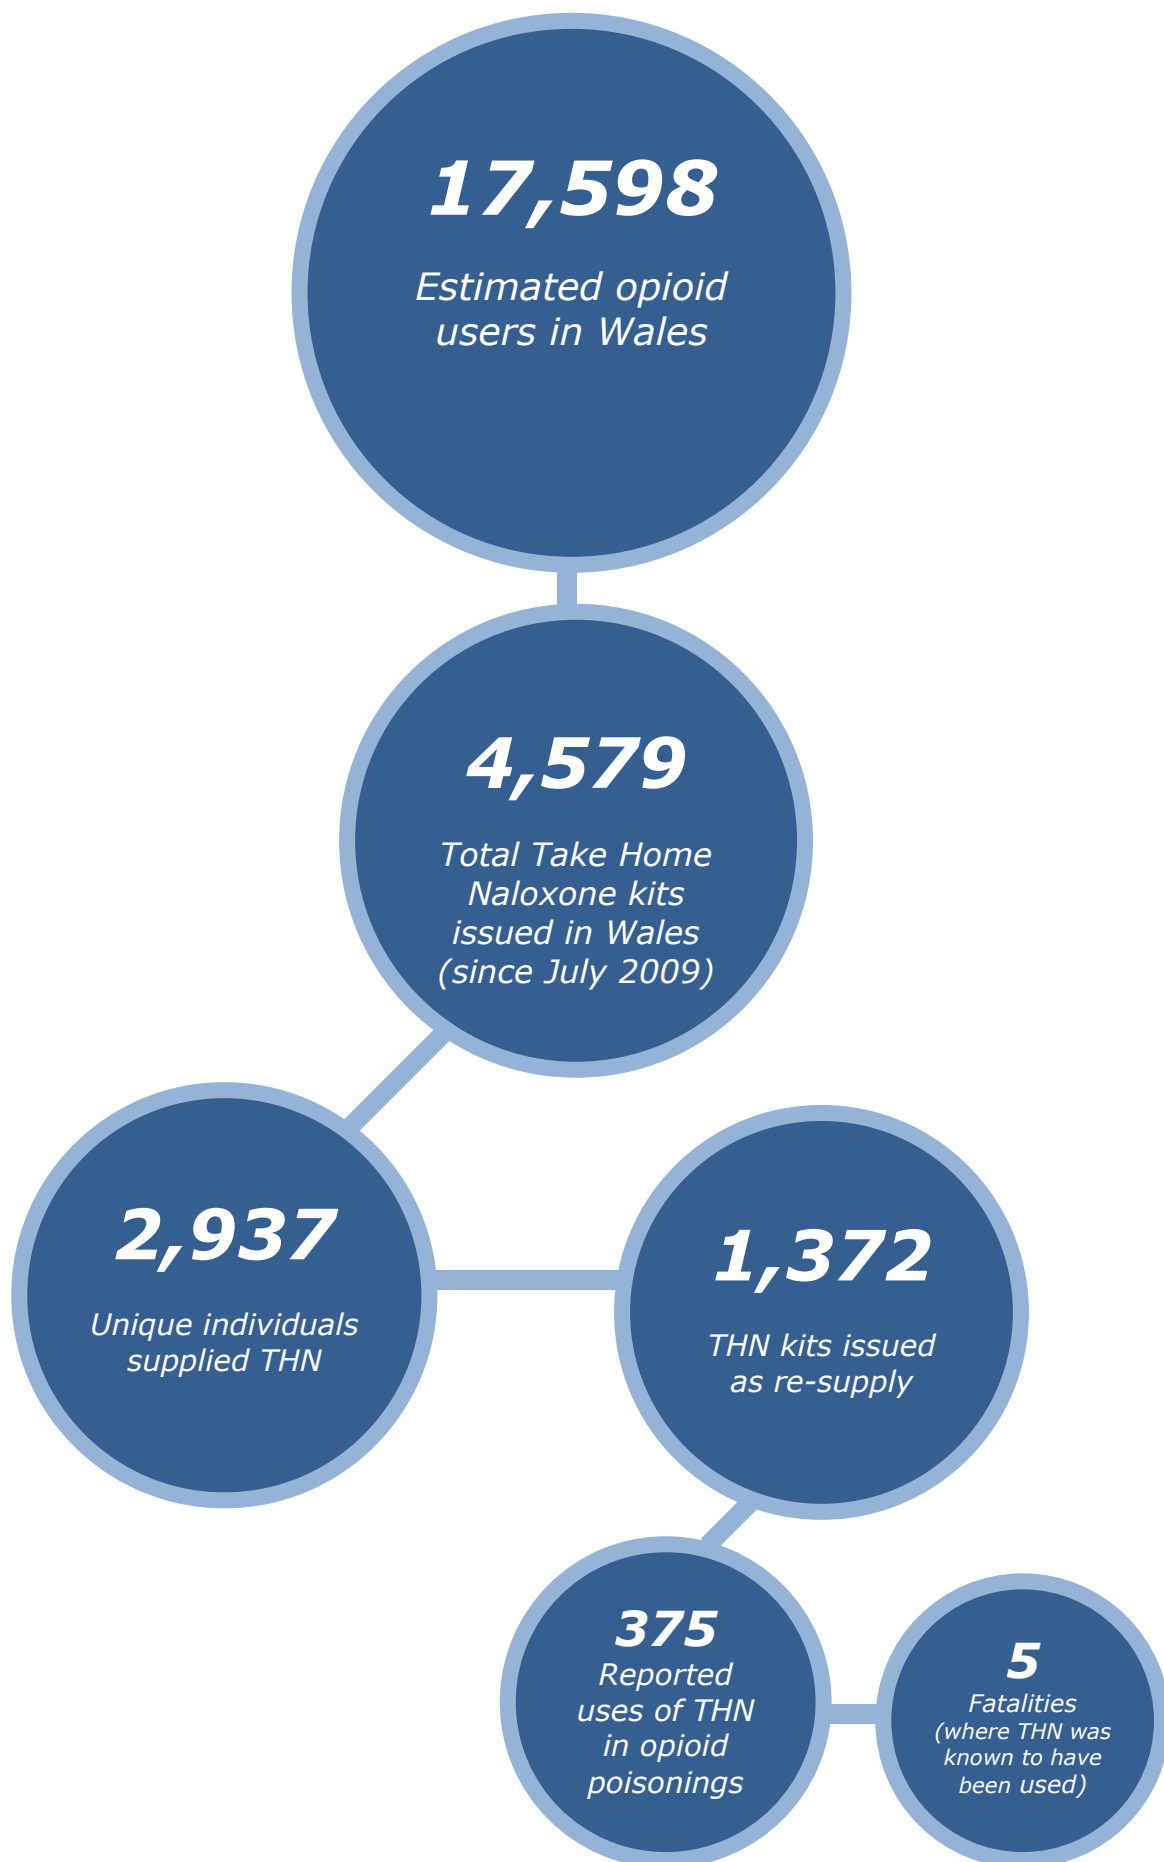 17,598
Estimated opioid
users in Wales
4,579
Total Take Home
Naloxone kits
issued in Wales
(since July 2009)
2,937
Unique individuals
supplied THN
1,372
THN kits issued
as re-supply
375
Reported
uses of THN
in opioid
poisonings
5
Fatalities
(where THN was
known to have
been used)